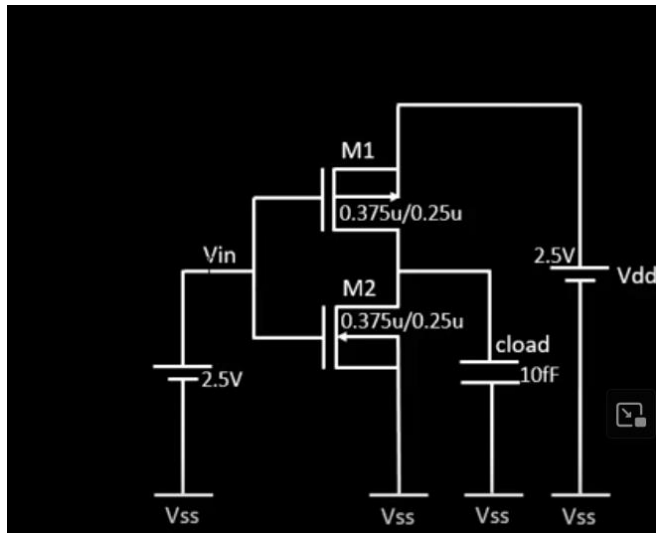 M1
0.375u/0.25u
Vin
2.5V
Vdd
M2
0.375u/0.25u
cload
10fF
2.5V
Vss
Vss
Vss
Vss